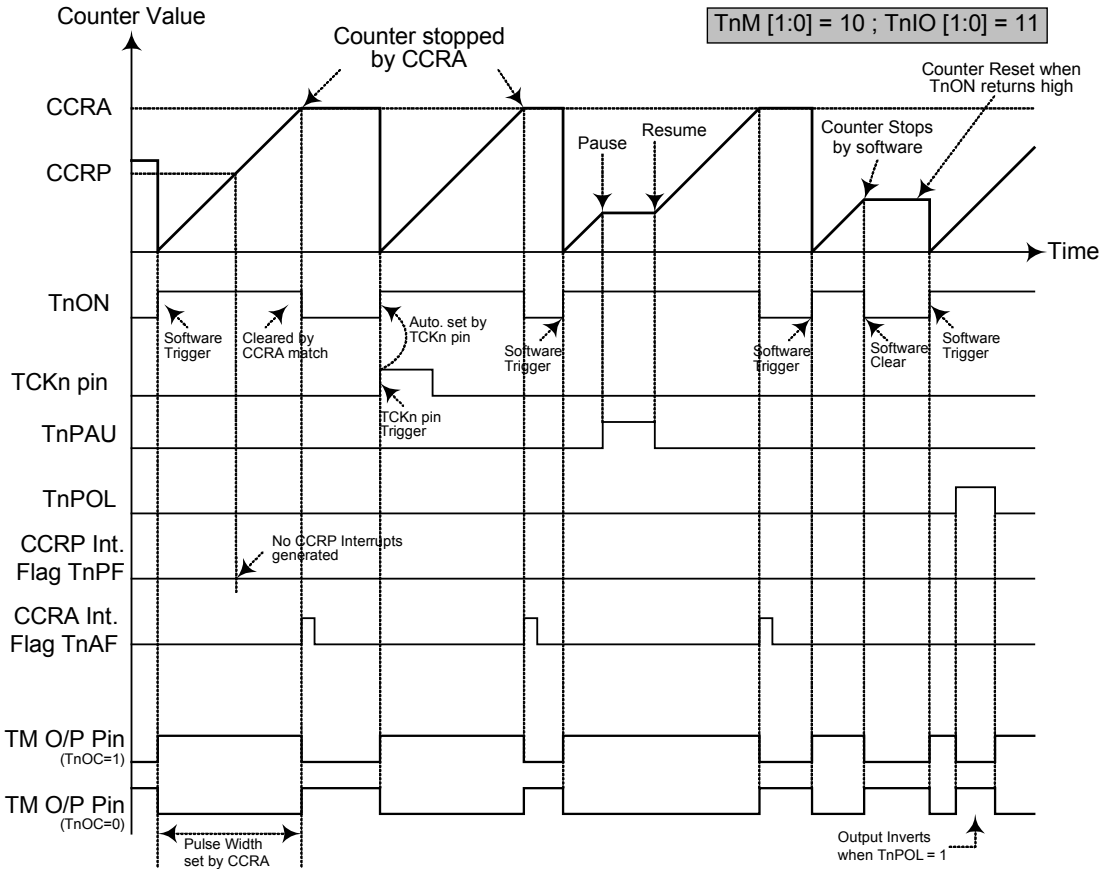 Counter Value
TnM [1:0] = 10 ; TnIO [1:0] = 11
Counter stopped
by CCRA
Counter Reset when
TnON returns high
CCRA
Pause
Resume
Counter Stops
by software
CCRP
Time
TnON
Software
Trigger
Cleared by
CCRA match
Auto. set by
TCKn pin
Software
Trigger
Software
Trigger
Software
Clear
Software
Trigger
TCKn pin
TCKn pin
Trigger
TnPAU
TnPOL
CCRP Int.
Flag TnPF
No CCRP Interrupts
generated
CCRA Int.
Flag TnAF
TM O/P Pin
(TnOC=1)
TM O/P Pin
(TnOC=0)
Pulse Width
set by CCRA
Output Inverts
when TnPOL = 1